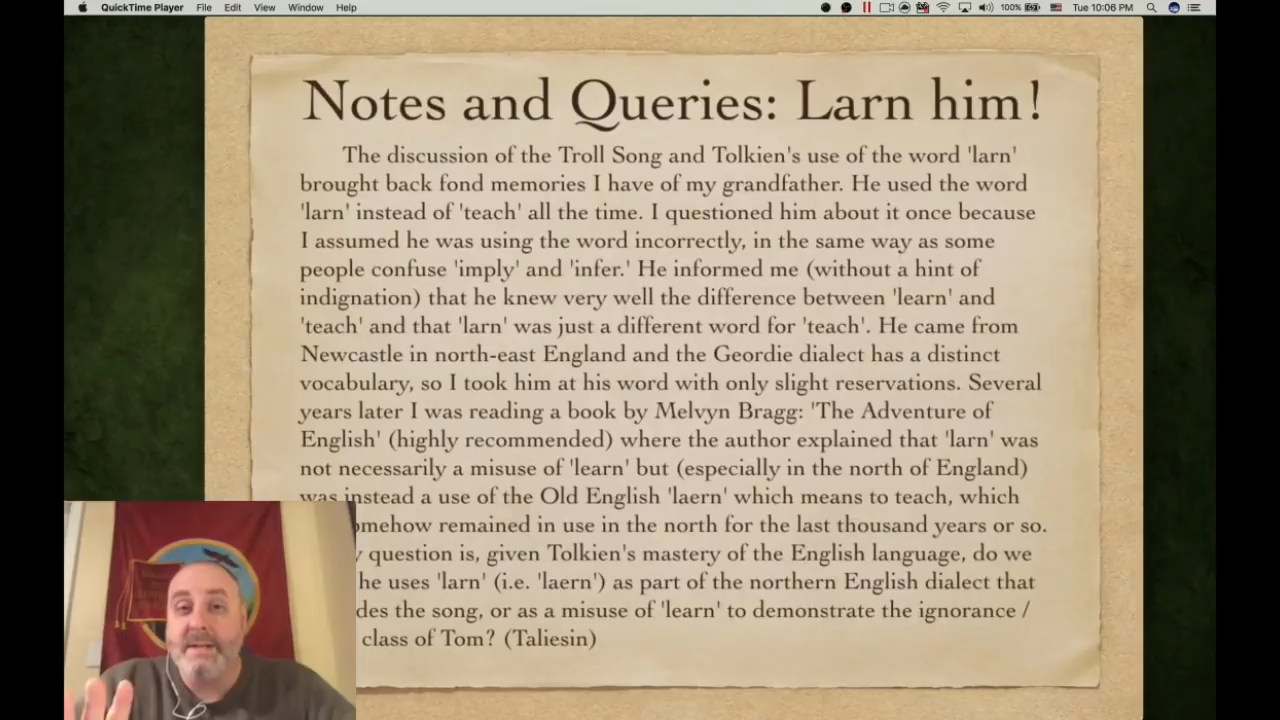 QuickTime Player File Edit View Window Help 100% Tue 10:06 PM
Notes and Queries: Larn him!
The discussion of the Troll Song and Tolkien's use of the word 'larn'
brought back fond memories I have of my grandfather. He used the word
'larn' instead of 'teach' all the time. I questioned him about it once because
I assumed he was using the word incorrectly, in the same way as some
people confuse 'imply' and 'infer.' He informed me (without a hint of
indignation) that he knew very well the difference between 'learn' and
'teach' and that 'larn' was just a different word for 'teach'. He came from
Newcastle in north-east England and the Geordie dialect has a distinct
vocabulary, so I took him at his word with only slight reservations. Several
years later I was reading a book by Melvyn Bragg: 'The Adventure of
English' (highly recommended) where the author explained that 'larn' was
not necessarily a misuse of 'learn' but (especially in the north of England)
was instead a use of the Old English 'laern' which means to teach, which
omehow remained in use in the north for the last thousand years or so.
y question is, given Tolkien's mastery of the English language, do we
he uses 'larn' (i.e. 'laern') as part of the northern English dialect that
des the song, or as a misuse of 'learn' to demonstrate the ignorance /
class of Tom? (Taliesin)